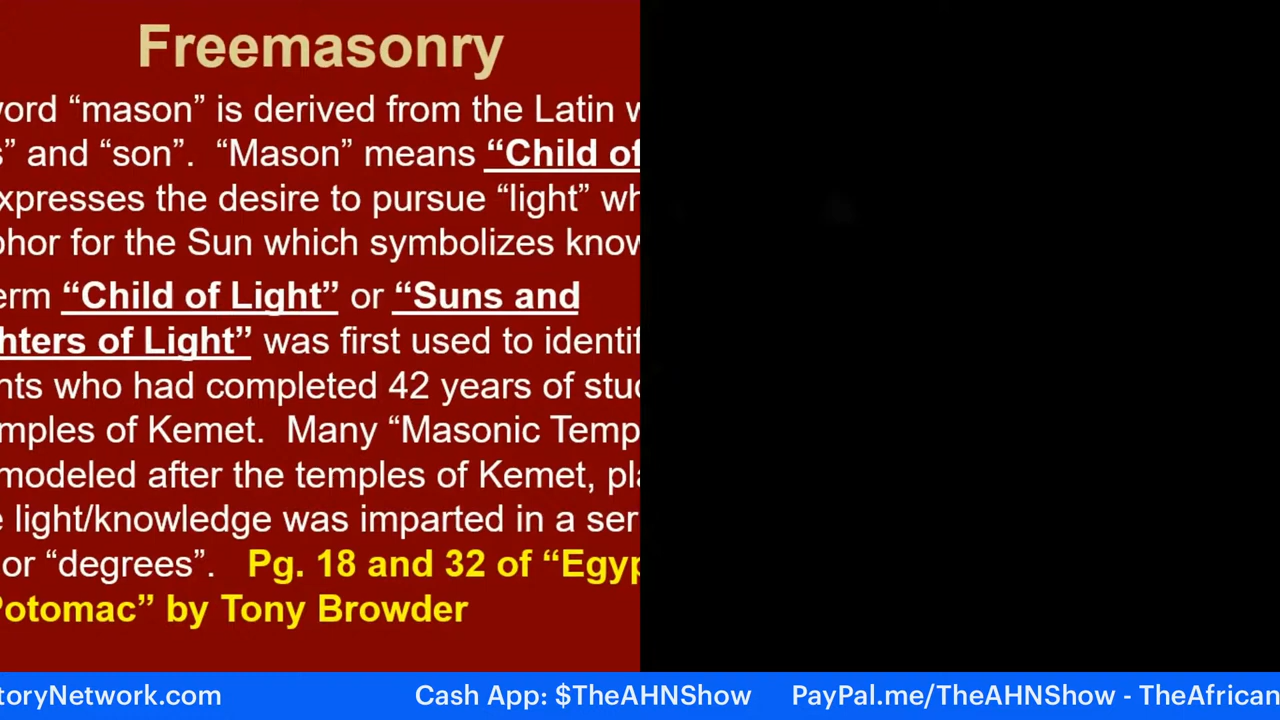 Freemasonry
word “mason” is derived from the Latin w
s” and “son”. “Mason” means “Child of
xpresses the desire to pursue “light” wh
phor for the Sun which symbolizes know
erm “Child of Light” or “Suns and
hters of Light” was first used to identif
nts who had completed 42 years of stud
mples of Kemet. Many “Masonic Temp
modeled after the temples of Kemet, pla
e light/knowledge was imparted in a ser
or “degrees”. Pg. 18 and 32 of “Egyp
Potomac” by Tony Browder
toryNetwork.com Cash App: $TheAHNShow PayPal.me/TheAHNShow - TheAfrican